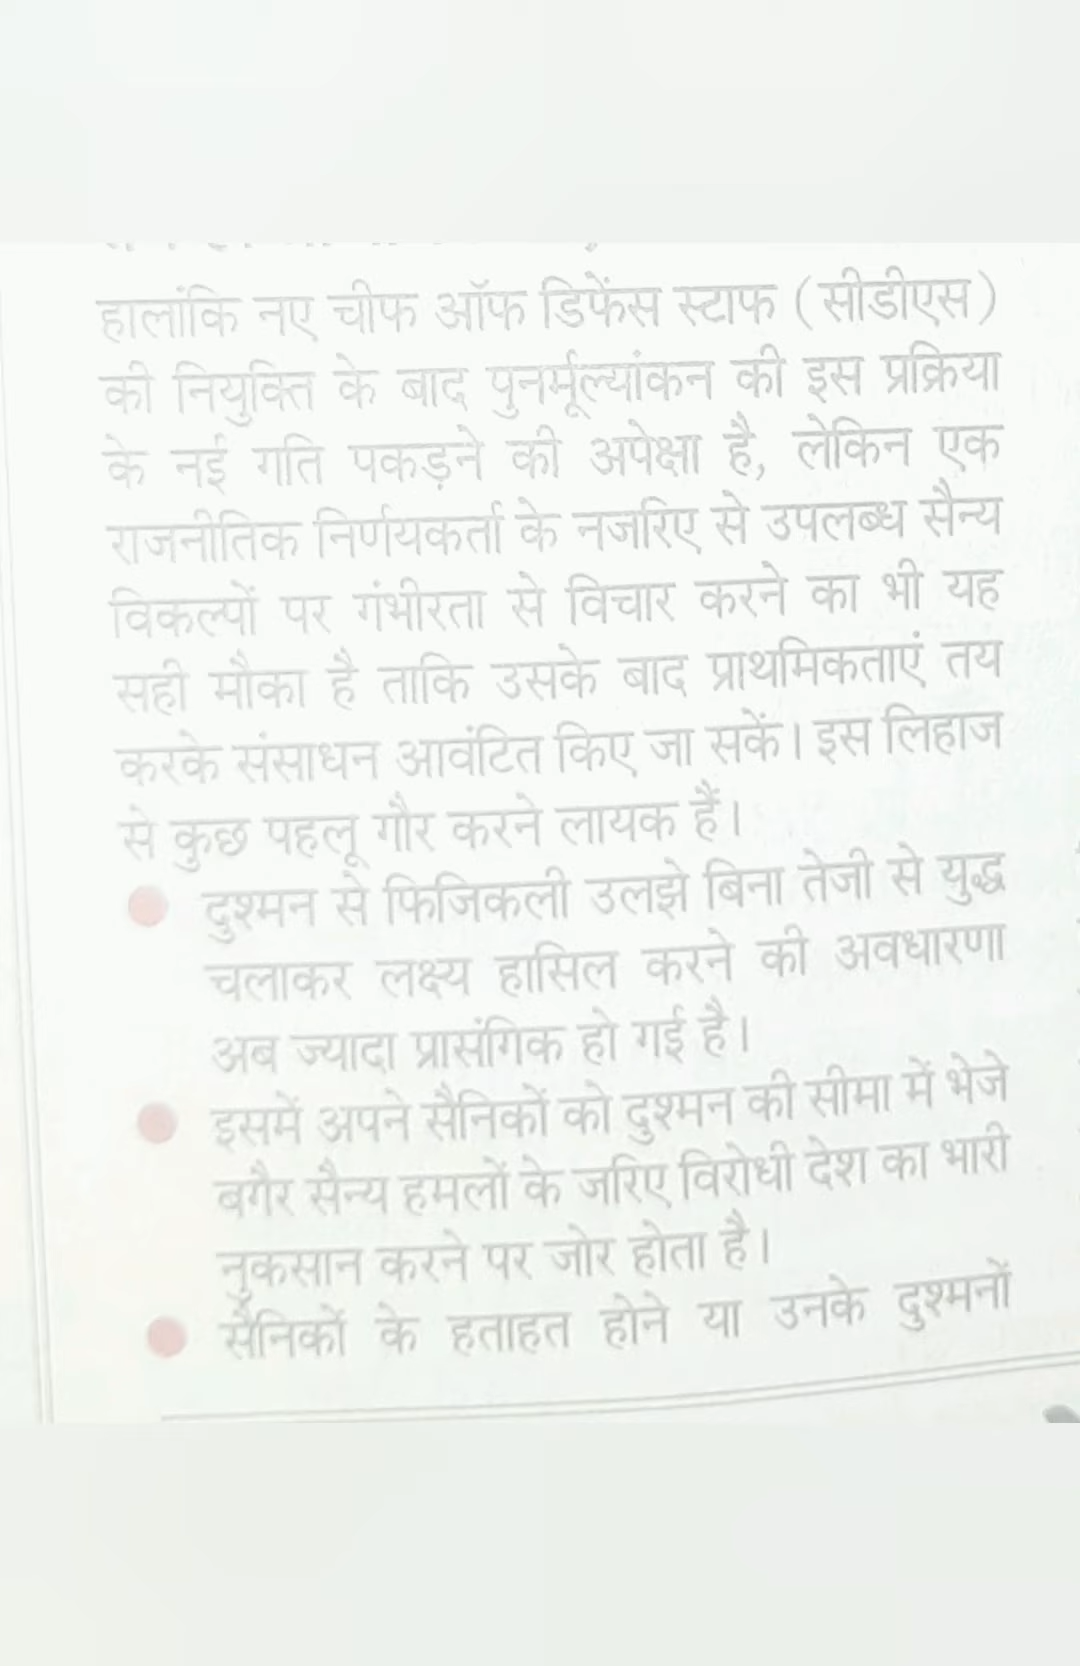 हालांकि नए चीफ ऑफ डिफेंस स्टाफ (सीडीएस)
की नियुक्ति के बाद पुनर्मूल्यांकन की इस प्रक्रिया
के नई गति पकड़ने की अपेक्षा है, लेकिन एक
राजनीतिक निर्णयकर्ता के नजरिए से उपलब्ध सैन्य
विकल्पों पर गंभीरता से विचार करने का भी यह
सही मौका है ताकि उसके बाद प्राथमिकताएं तय
करके संसाधन आवंटित किए जा सकें। इस लिहाज
से कुछ पहलू गौर करने लायक हैं।
दुश्मन से फिजिकली उलझे बिना तेजी से युद्ध
चलाकर लक्ष्य हासिल करने की अवधारणा
अब ज्यादा प्रासंगिक हो गई है।
इसमें अपने सैनिकों को दुश्मन की सीमा में भेजे
बगैर सैन्य हमलों के जरिए विरोधी देश का भारी
नुकसान करने पर जोर होता है।
सैनिकों के हताहत होने या उनके दुश्मनों